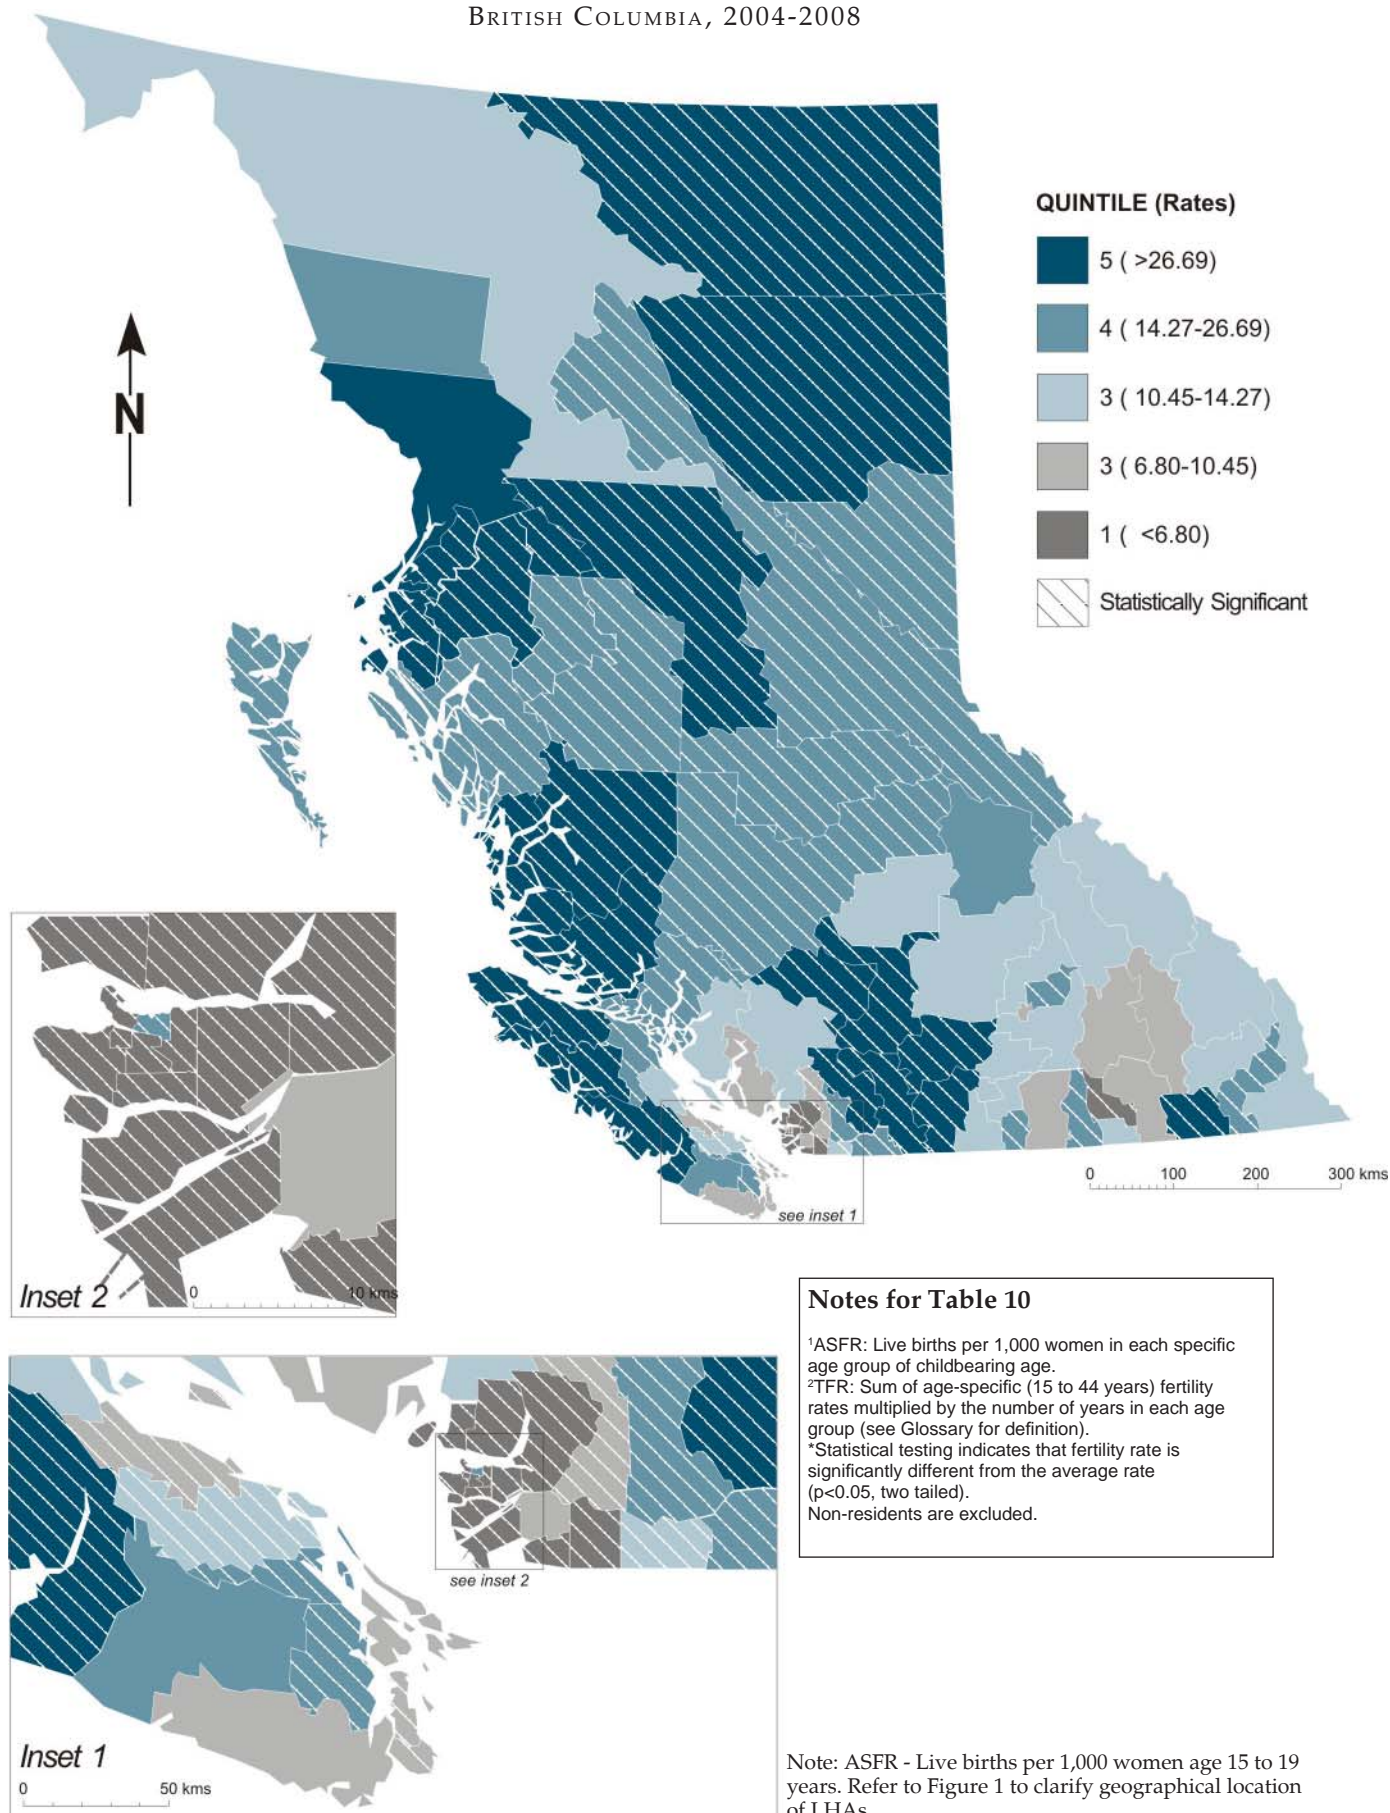 BRITISH COLUMBIA, 2004-2008
QUINTILE (Rates)
5 ( >26.69)
4 ( 14.27-26.69)
3 ( 10.45-14.27)
3 ( 6.80-10.45)
1 ( <6.80)
Statistically Significant
N
0 100 200 300 kms
see inset 1
Inset 2
0 10 kms
Notes for Table 10
¹ASFR: Live births per 1,000 women in each specific
age group of childbearing age.
²TFR: Sum of age-specific (15 to 44 years) fertility
rates multiplied by the number of years in each age
group (see Glossary for definition).
*Statistical testing indicates that fertility rate is
significantly different from the average rate
(p<0.05, two tailed).
Non-residents are excluded.
see inset 2
Inset 1
0 50 kms
Note: ASFR - Live births per 1,000 women age 15 to 19
years. Refer to Figure 1 to clarify geographical location
of LHAs